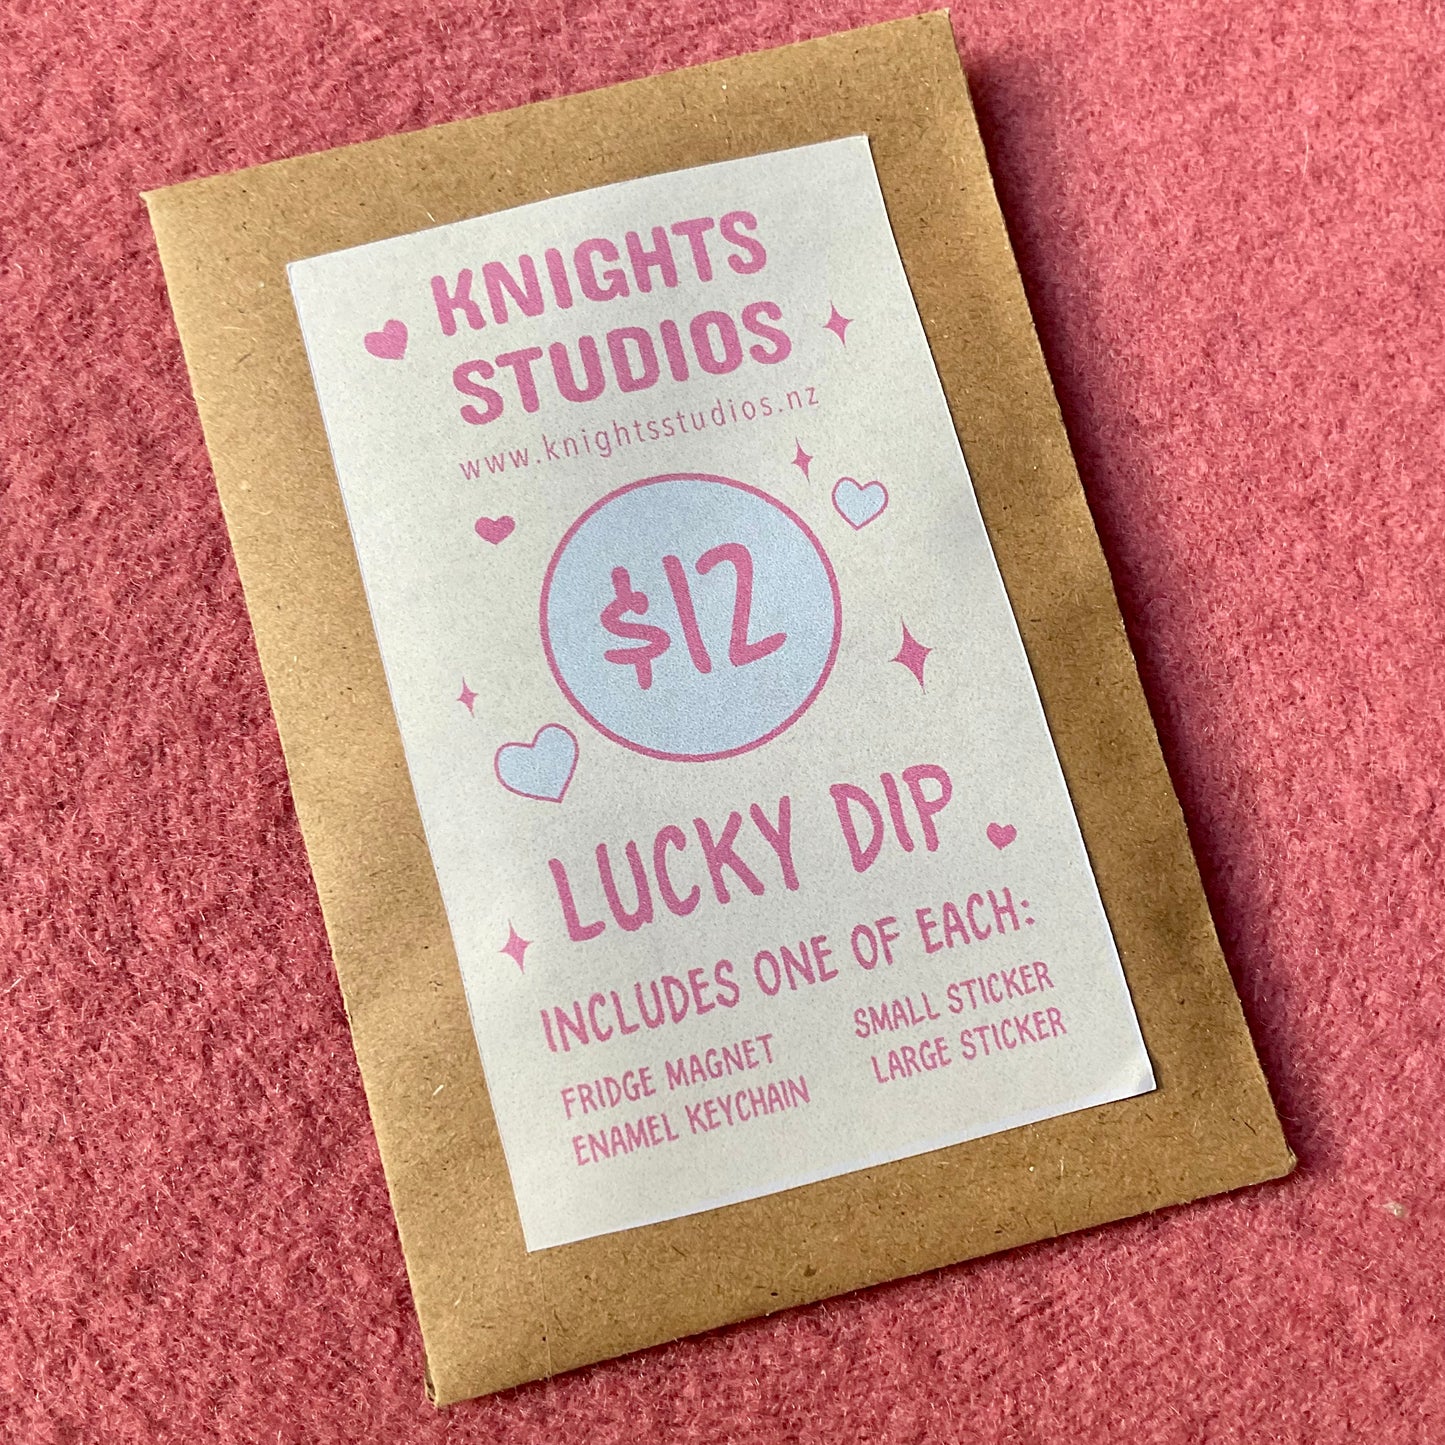 KNIGHTS
STUDIOS
www.knightsstudios.nz
$12
LUCKY DIP
INCLUDES ONE OF EACH:
FRIDGE MAGNET
ENAMEL KEYCHAIN
SMALL STICKER
LARGE STICKER